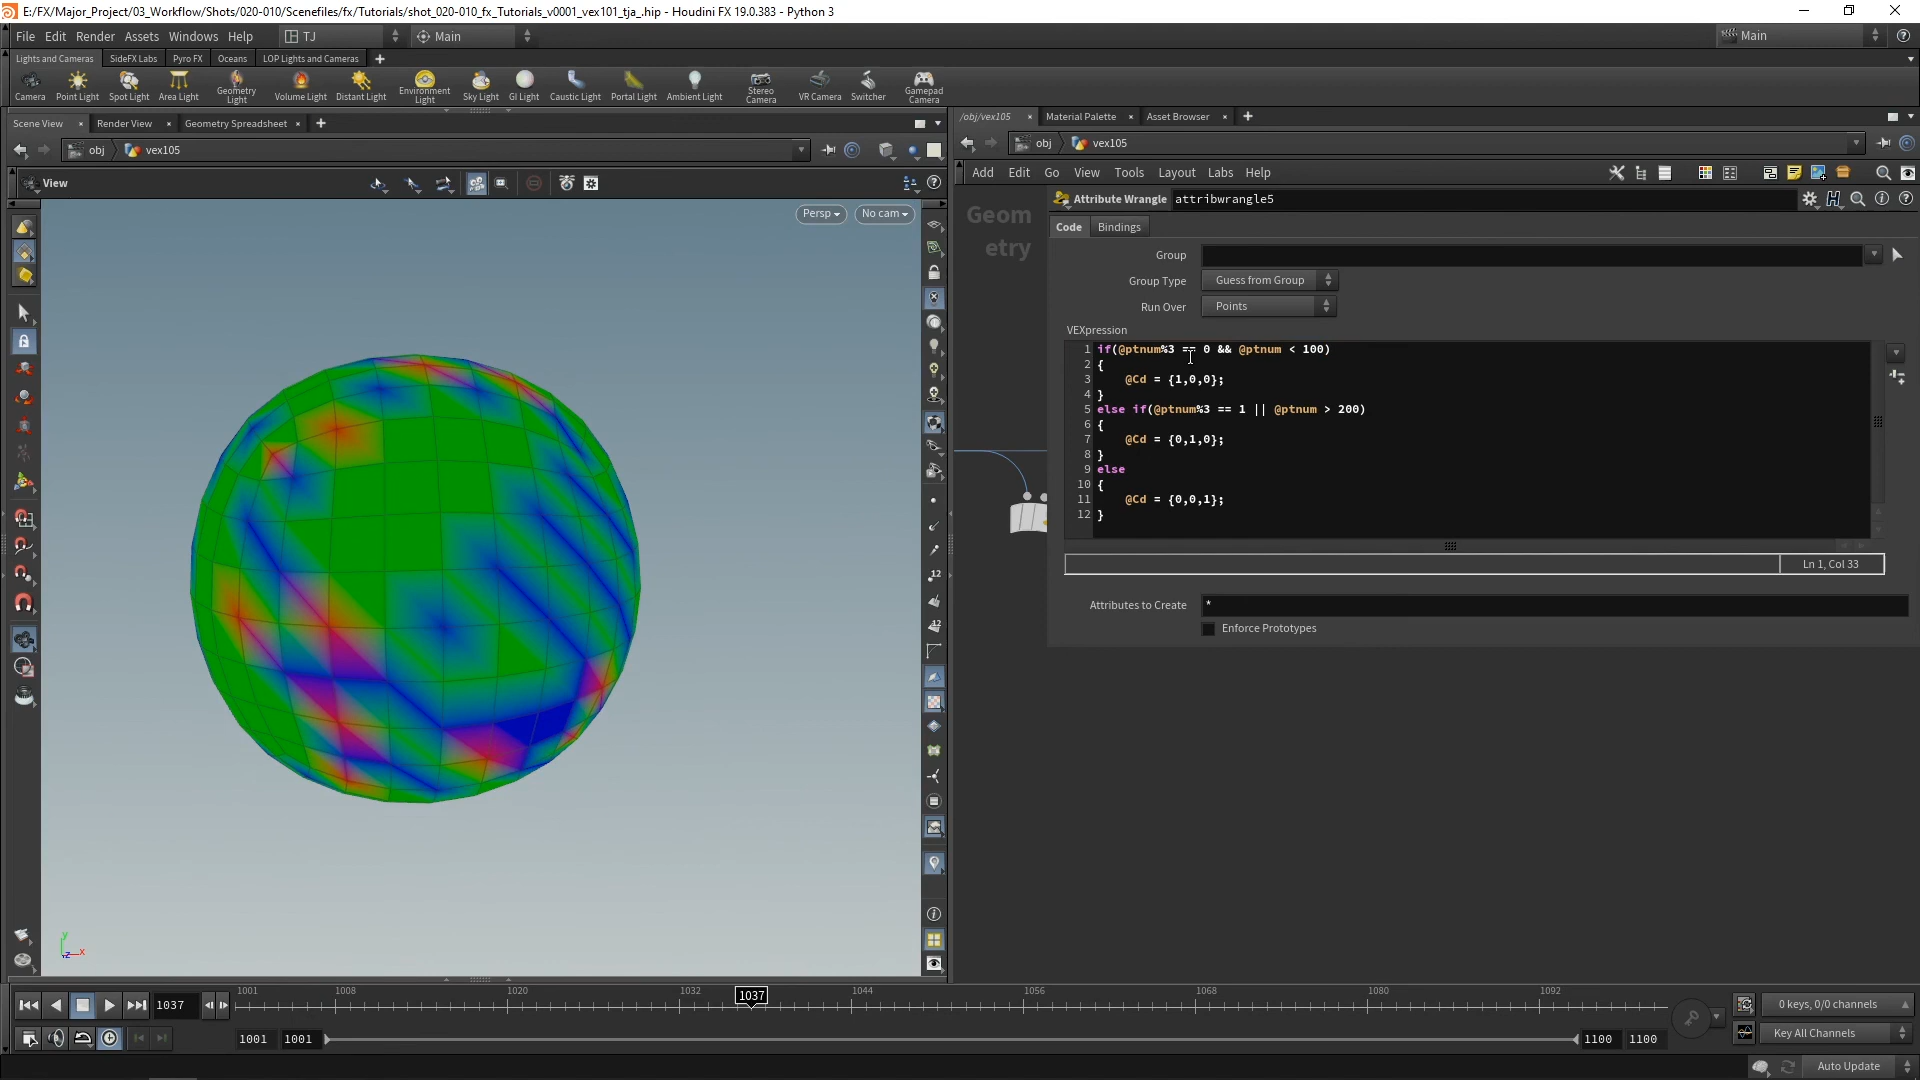 E:/FX/Major_Project/03_Workflow/Shots/020-010/Scenefiles/fx/Tutorials/shot_020-010_fx_Tutorials_v0001_vex101_tja_.hip - Houdini FX 19.0.383 - Python 3
File Edit Render Assets Windows Help TJ Main Main
Lights and Cameras SideFX Labs Pyro FX Oceans LOP Lights and Cameras
Camera Point Light Spot Light Area Light Geometry Light Volume Light Distant Light Environment Light Sky Light GI Light Caustic Light Portal Light Ambient Light Stereo Camera VR Camera Switcher Gamepad Camera
Scene View Render View Geometry Spreadsheet
obj vex105
View
Persp No cam
/obj/vex105 Material Palette Asset Browser
obj vex105
Add Edit Go View Tools Layout Labs Help
Geom
etry
Attribute Wrangle attribwrangle5
Code Bindings
Group
Group Type Guess from Group
Run Over Points
VEXpression
1 if(@ptnum%3 == 0 && @ptnum < 100)
2 {
3 @Cd = {1,0,0};
4 }
5 else if(@ptnum%3 == 1 || @ptnum > 200)
6 {
7 @Cd = {0,1,0};
8 }
9 else
10 {
11 @Cd = {0,0,1};
12 }
Ln 1, Col 33
Attributes to Create *
Enforce Prototypes
12
12
y
z x
1037
1001 1008 1020 1032 1037 1044 1056 1068 1080 1092
0 keys, 0/0 channels
1001 1001 1100 1100
Key All Channels
Auto Update